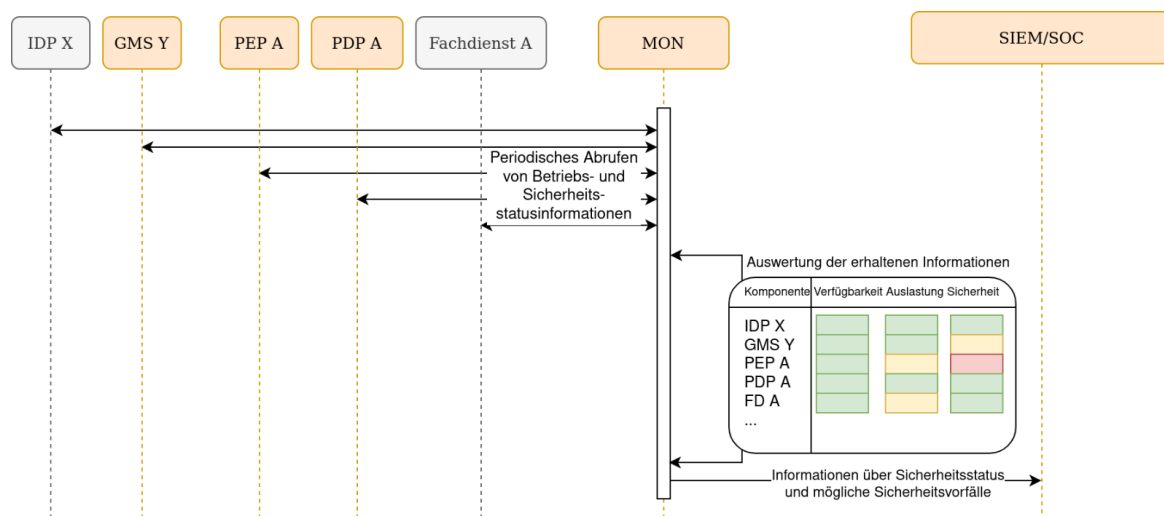 IDP X
GMS Y
PEP A
PDP A
Fachdienst A
MON
SIEM/SOC
Periodisches Abrufen
von Betriebs- und
Sicherheits-
statusinformationen
Auswertung der erhaltenen Informationen
Komponente Verfügbarkeit Auslastung Sicherheit
IDP X
GMS Y
PEP A
PDP A
FD A
...
Informationen über Sicherheitsstatus
und mögliche Sicherheitsvorfälle